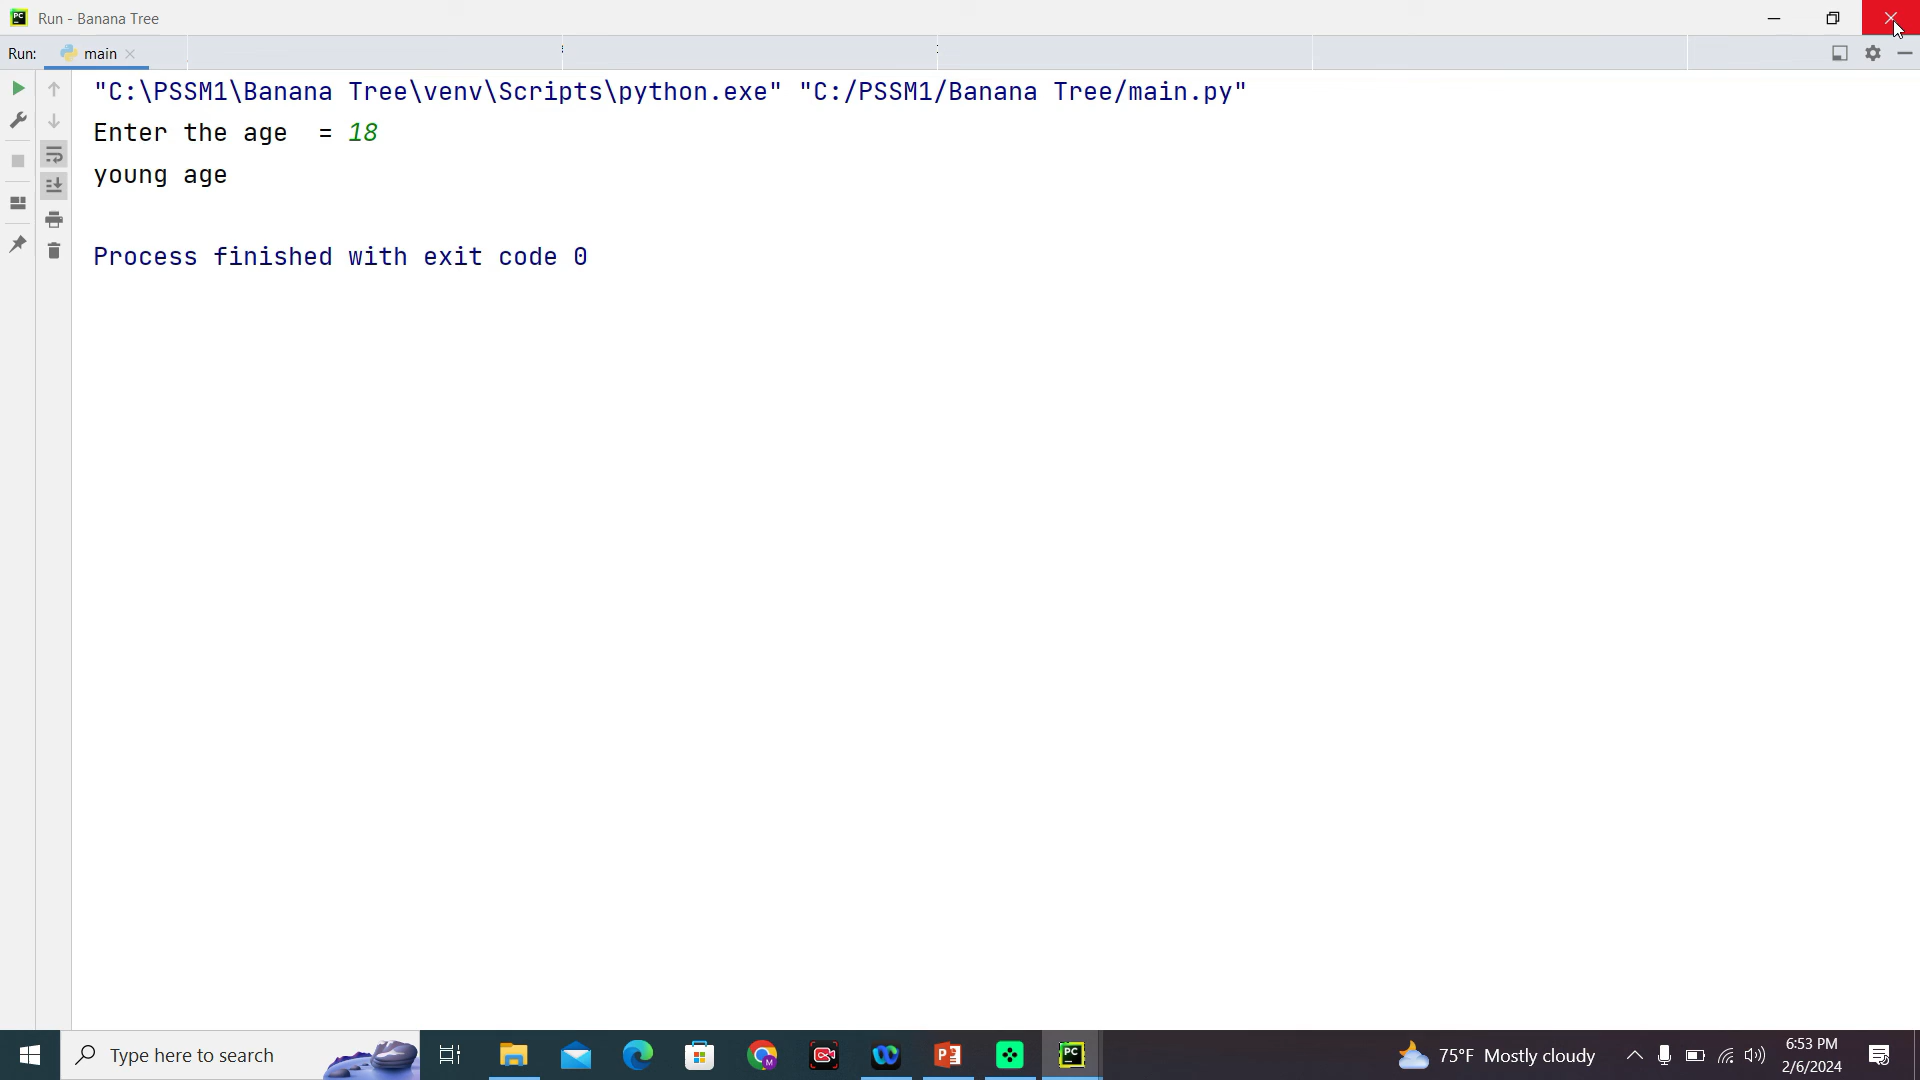 Run - Banana Tree
Run: main
"C:\PSSM1\Banana Tree\venv\Scripts\python.exe" "C:/PSSM1/Banana Tree/main.py"
Enter the age  = 18
young age
Process finished with exit code 0
Type here to search
75°F Mostly cloudy
6:53 PM
2/6/2024